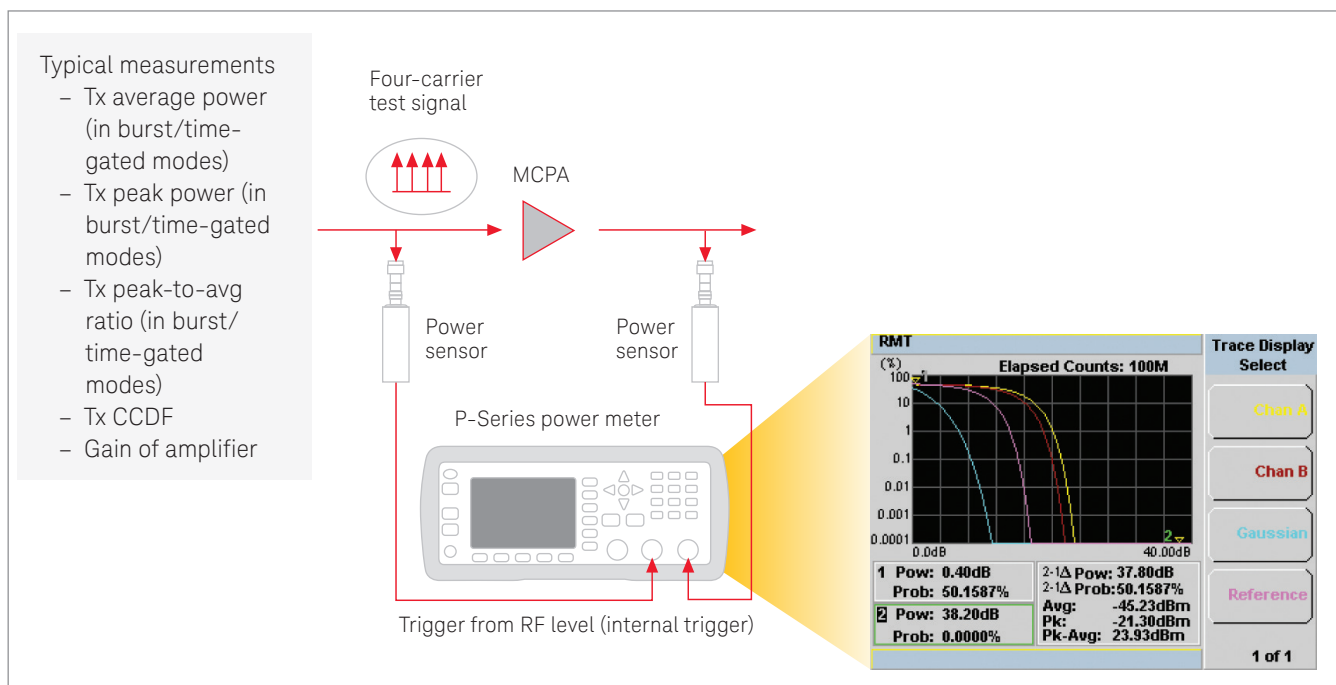 Typical measurements
– Tx average power
(in burst/time-
gated modes)
– Tx peak power (in
burst/time-gated
modes)
– Tx peak-to-avg
ratio (in burst/
time-gated
modes)
– Tx CCDF
– Gain of amplifier
Four-carrier
test signal
MCPA
Power
sensor
Power
sensor
P-Series power meter
Trigger from RF level (internal trigger)
RMT
(%)
Elapsed Counts: 100M
100
10
1
0.1
0.01
0.001
0.0001
1
2
0.0dB
40.00dB
1 Pow: 0.40dB
Prob: 50.1587%
2 Pow: 38.20dB
Prob: 0.0000%
2-1Δ Pow: 37.80dB
2-1Δ Prob:50.1587%
Avg: -45.23dBm
Pk: -21.30dBm
Pk-Avg: 23.93dBm
Trace Display
Select
Chan A
Chan B
Gaussian
Reference
1 of 1